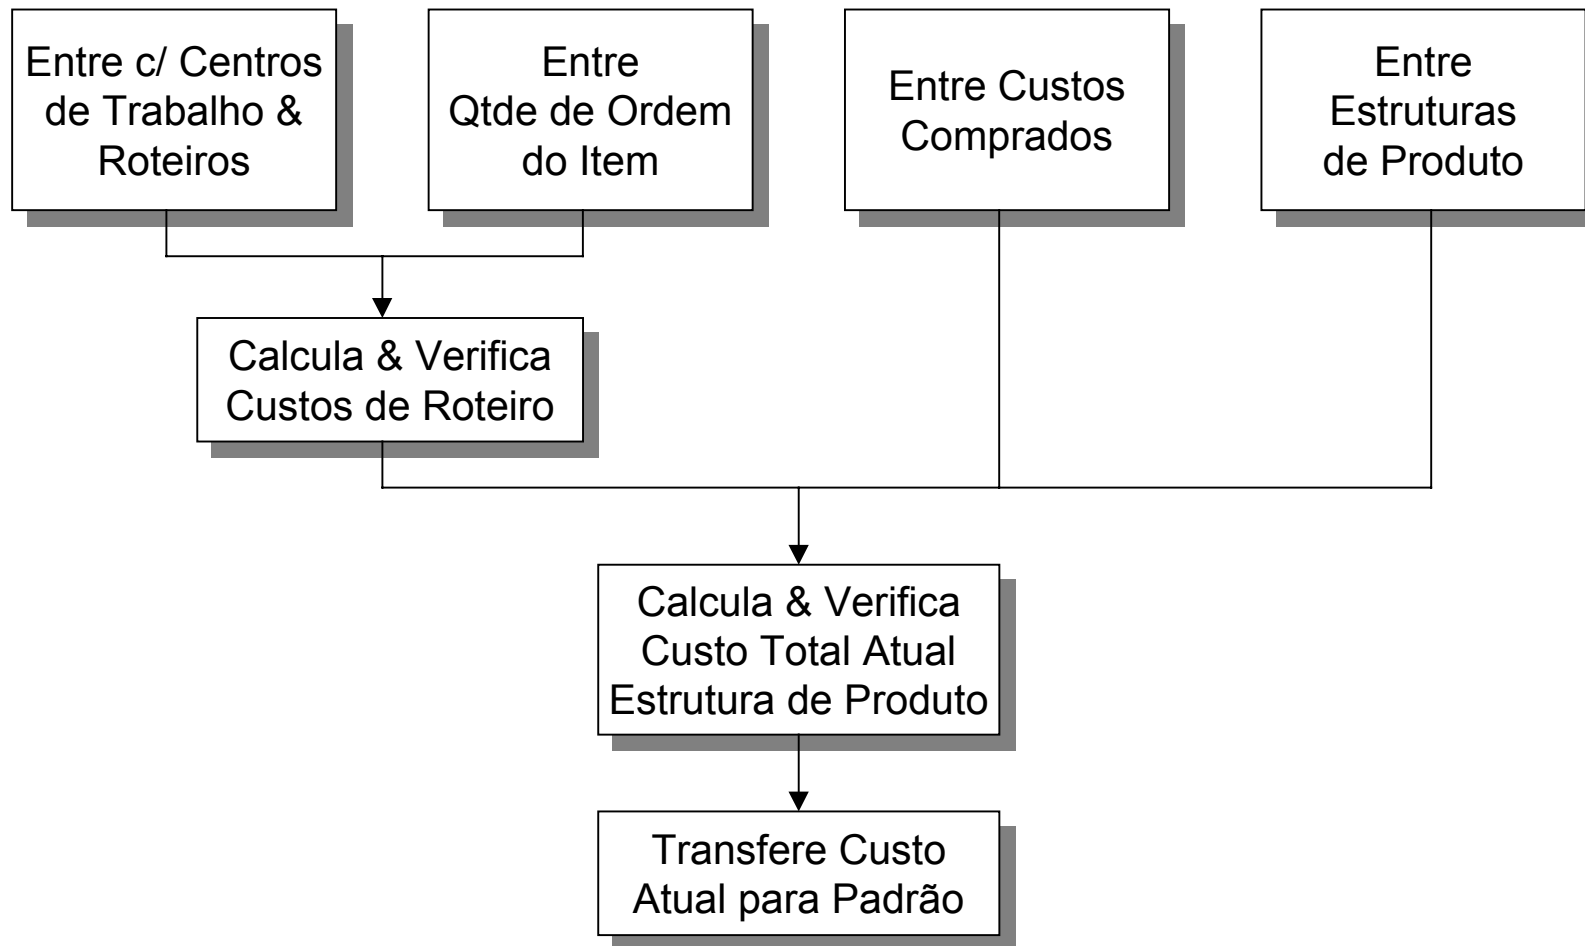 Entre c/ Centros
de Trabalho &
Roteiros
Entre
Qtde de Ordem
do Item
Entre Custos
Comprados
Entre
Estruturas
de Produto
Calcula & Verifica
Custos de Roteiro
Calcula & Verifica
Custo Total Atual
Estrutura de Produto
Transfere Custo
Atual para Padrão